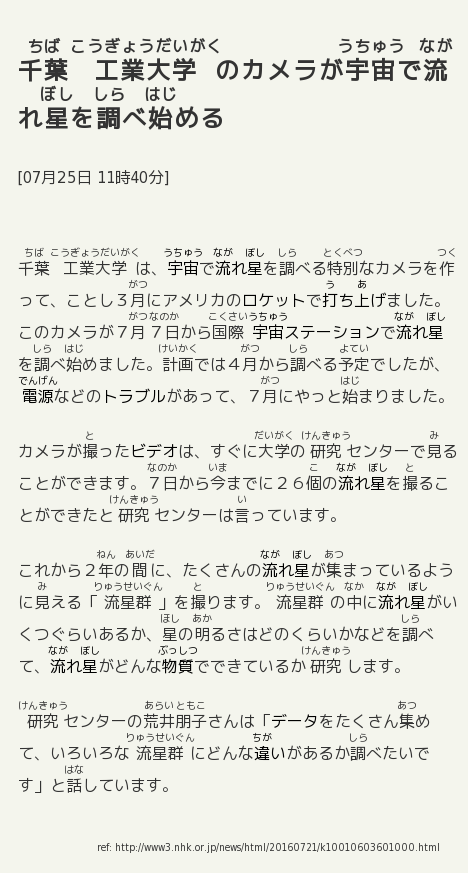 千葉工業大学のカメラが宇宙で流
れ星を調べ始める
[07月25日 11時40分]
千葉工業大学は、宇宙で流れ星を調べる特別なカメラを作
って、ことし３月にアメリカのロケットで打ち上げました。
このカメラが７月７日から国際宇宙ステーションで流れ星
を調べ始めました。計画では４月から調べる予定でしたが、
電源などのトラブルがあって、７月にやっと始まりました。
カメラが撮ったビデオは、すぐに大学の研究センターで見る
ことができます。７日から今までに２６個の流れ星を撮るこ
とができたと研究センターは言っています。
これから２年の間に、たくさんの流れ星が集まっているよう
に見える「流星群」を撮ります。流星群の中に流れ星がい
くつぐらいあるか、星の明るさはどのくらいかなどを調べ
て、流れ星がどんな物質でできているか研究します。
研究センターの荒井朋子さんは「データをたくさん集め
て、いろいろな流星群にどんな違いがあるか調べたいで
す」と話しています。
ref: http://www3.nhk.or.jp/news/html/20160721/k10010603601000.html